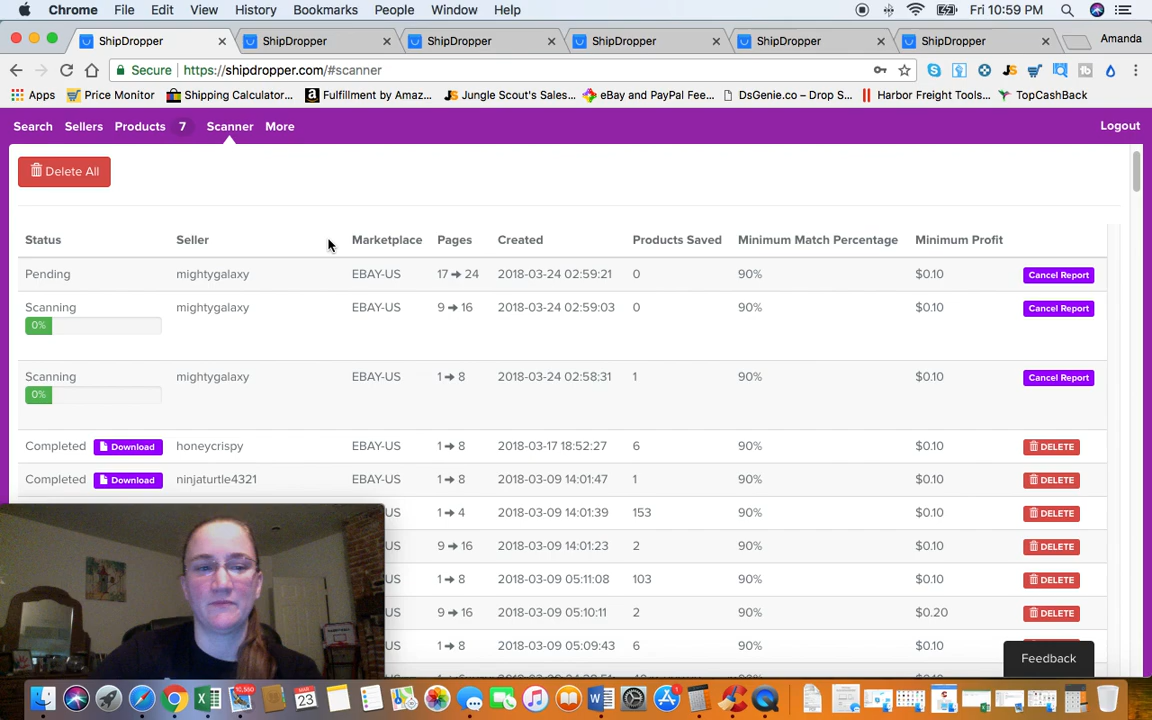 Chrome File Edit View History Bookmarks People Window Help Fri 10:59 PM
ShipDropper ShipDropper ShipDropper ShipDropper ShipDropper ShipDropper Amanda
Secure https://shipdropper.com/#scanner
Apps Price Monitor Shipping Calculator... Fulfillment by Amaz... Jungle Scout's Sales... eBay and PayPal Fee... DsGenie.co – Drop S... Harbor Freight Tools... TopCashBack
Search Sellers Products 7 Scanner More Logout
Delete All
Status Seller Marketplace Pages Created Products Saved Minimum Match Percentage Minimum Profit
Pending mightygalaxy EBAY-US 17 ➔ 24 2018-03-24 02:59:21 0 90% $0.10 Cancel Report
Scanning mightygalaxy EBAY-US 9 ➔ 16 2018-03-24 02:59:03 0 90% $0.10 Cancel Report
0%
Scanning mightygalaxy EBAY-US 1 ➔ 8 2018-03-24 02:58:31 1 90% $0.10 Cancel Report
0%
Completed Download honeycrispy EBAY-US 1 ➔ 8 2018-03-17 18:52:27 6 90% $0.10 DELETE
Completed Download ninjaturtle4321 EBAY-US 1 ➔ 8 2018-03-09 14:01:47 1 90% $0.10 DELETE
US 1 ➔ 4 2018-03-09 14:01:39 153 90% $0.10 DELETE
US 9 ➔ 16 2018-03-09 14:01:23 2 90% $0.10 DELETE
US 1 ➔ 8 2018-03-09 05:11:08 103 90% $0.10 DELETE
US 9 ➔ 16 2018-03-09 05:10:11 2 90% $0.20 DELETE
US 1 ➔ 8 2018-03-09 05:09:43 6 90% $0.10
Feedback